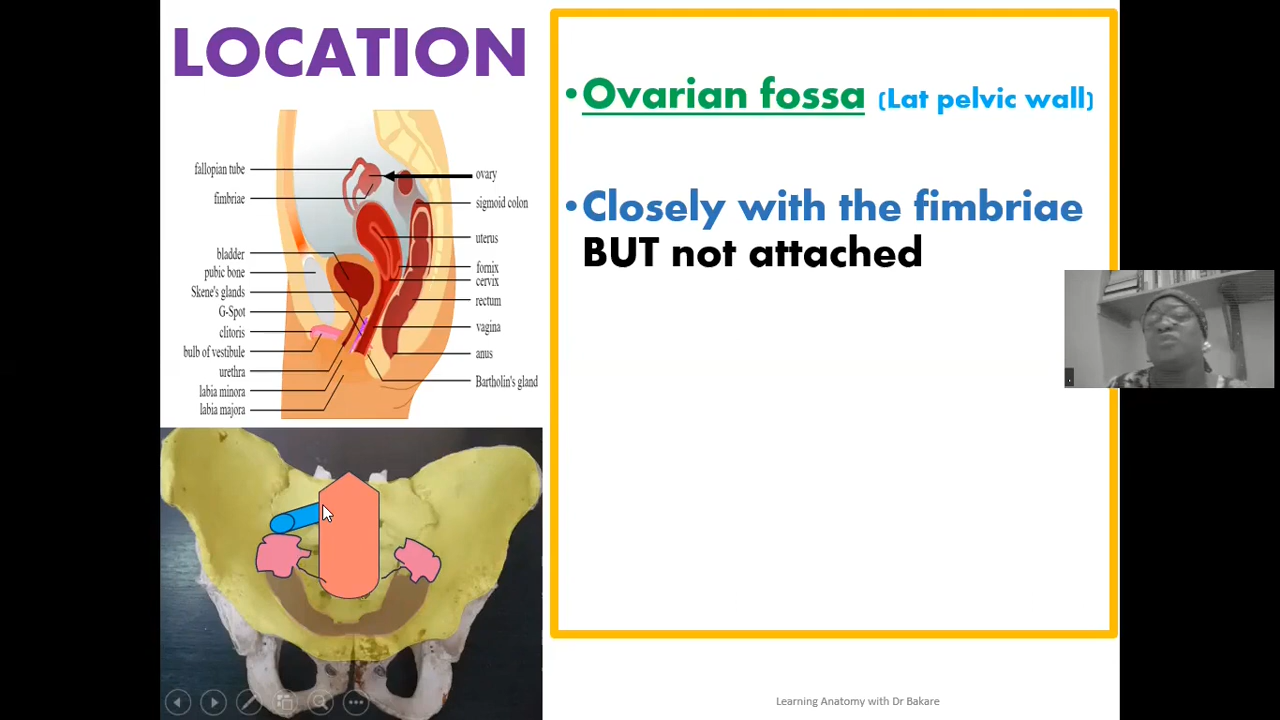 LOCATION
•Ovarian fossa (Lat pelvic wall)
•Closely with the fimbriae
BUT not attached
fallopian tube
fimbriae
bladder
pubic bone
Skene's glands
G-Spot
clitoris
bulb of vestibule
urethra
labia minora
labia majora
ovary
sigmoid colon
uterus
fornix
cervix
rectum
vagina
anus
Bartholin's gland
Learning Anatomy with Dr Bakare